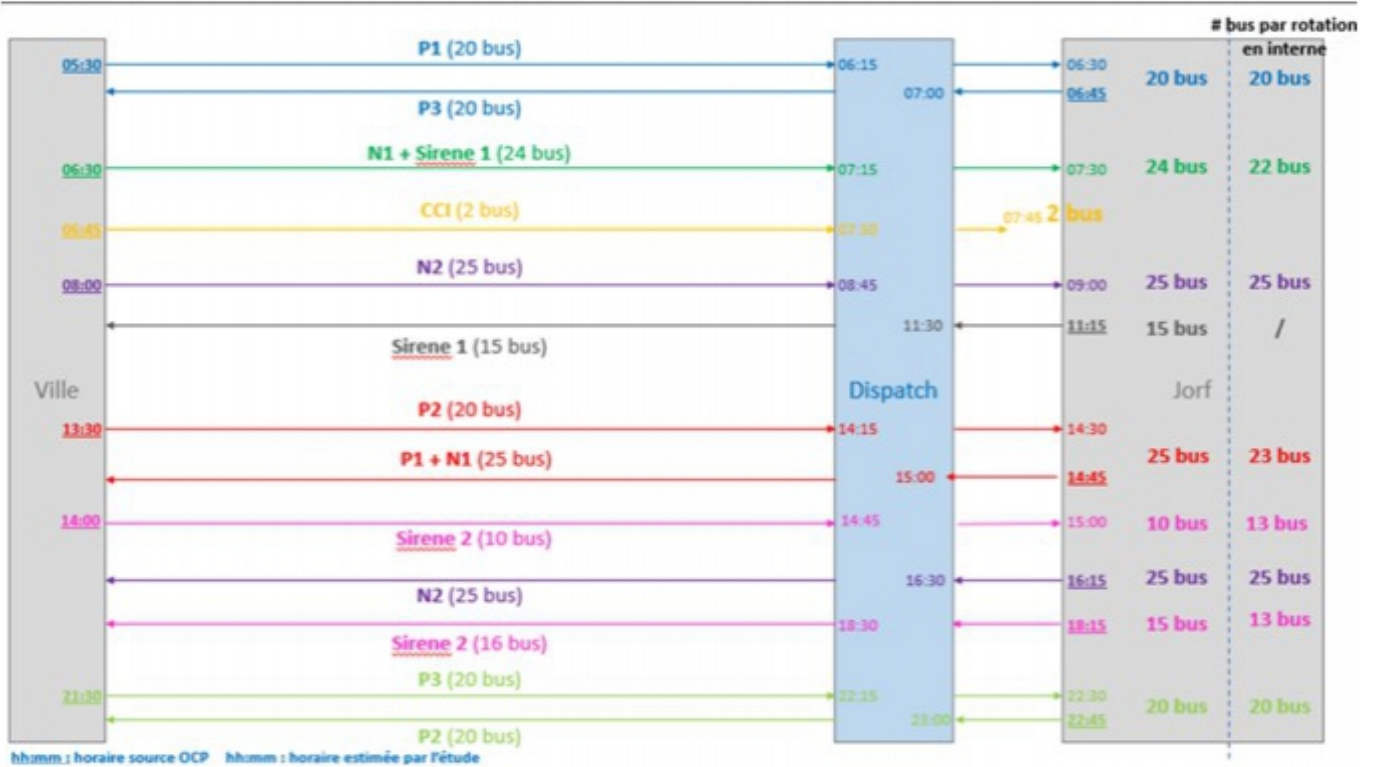 # bus par rotation
en interne
P1 (20 bus)
05:30 06:15 06:30
20 bus 20 bus
07:00 06:45
P3 (20 bus)
N1 + Sirene 1 (24 bus)
06:30 07:15 07:30 24 bus 22 bus
CCI (2 bus)
07:45 2 bus
06:45 07:30
N2 (25 bus)
08:00 08:45 09:00 25 bus 25 bus
11:30 11:15 15 bus /
Sirene 1 (15 bus)
Ville Dispatch Jorf
P2 (20 bus)
13:30 14:15 14:30
P1 + N1 (25 bus)
25 bus 23 bus
15:00 14:45
14:00 14:45 15:00 10 bus 13 bus
Sirene 2 (10 bus)
16:30 16:15 25 bus 25 bus
N2 (25 bus)
18:30 18:15 15 bus 13 bus
Sirene 2 (16 bus)
P3 (20 bus)
21:30 22:15 22:30
20 bus 20 bus
23:00 22:45
P2 (20 bus)
hh:mm : horaire source OCP hh:mm : horaire estimée par l'étude